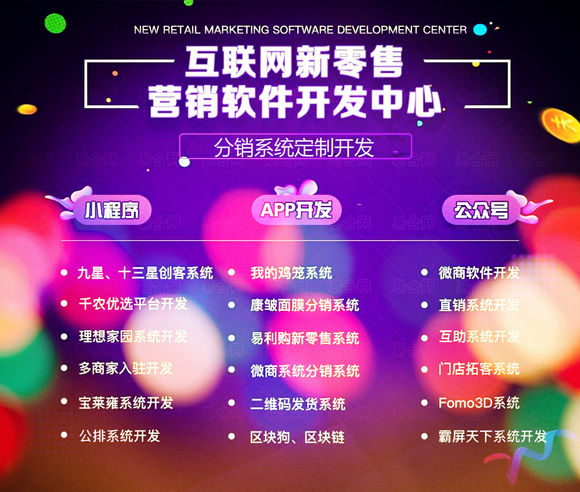 NEW RETAIL MARKETING SOFTWARE DEVELOPMENT CENTER
互联网新零售
营销软件开发中心
分销系统定制开发
小程序
APP开发
公众号
九星、十三星创客系统
我的鸡笼系统
微商软件开发
千农优选平台开发
康皱面膜分销系统
直销系统开发
理想家园系统开发
易利购新零售系统
互助系统开发
多商家入驻开发
微商系统分销系统
门店拓客系统
宝莱雍系统开发
二维码发货系统
Fomo3D系统
公排系统开发
区块狗、区块链
霸屏天下系统开发